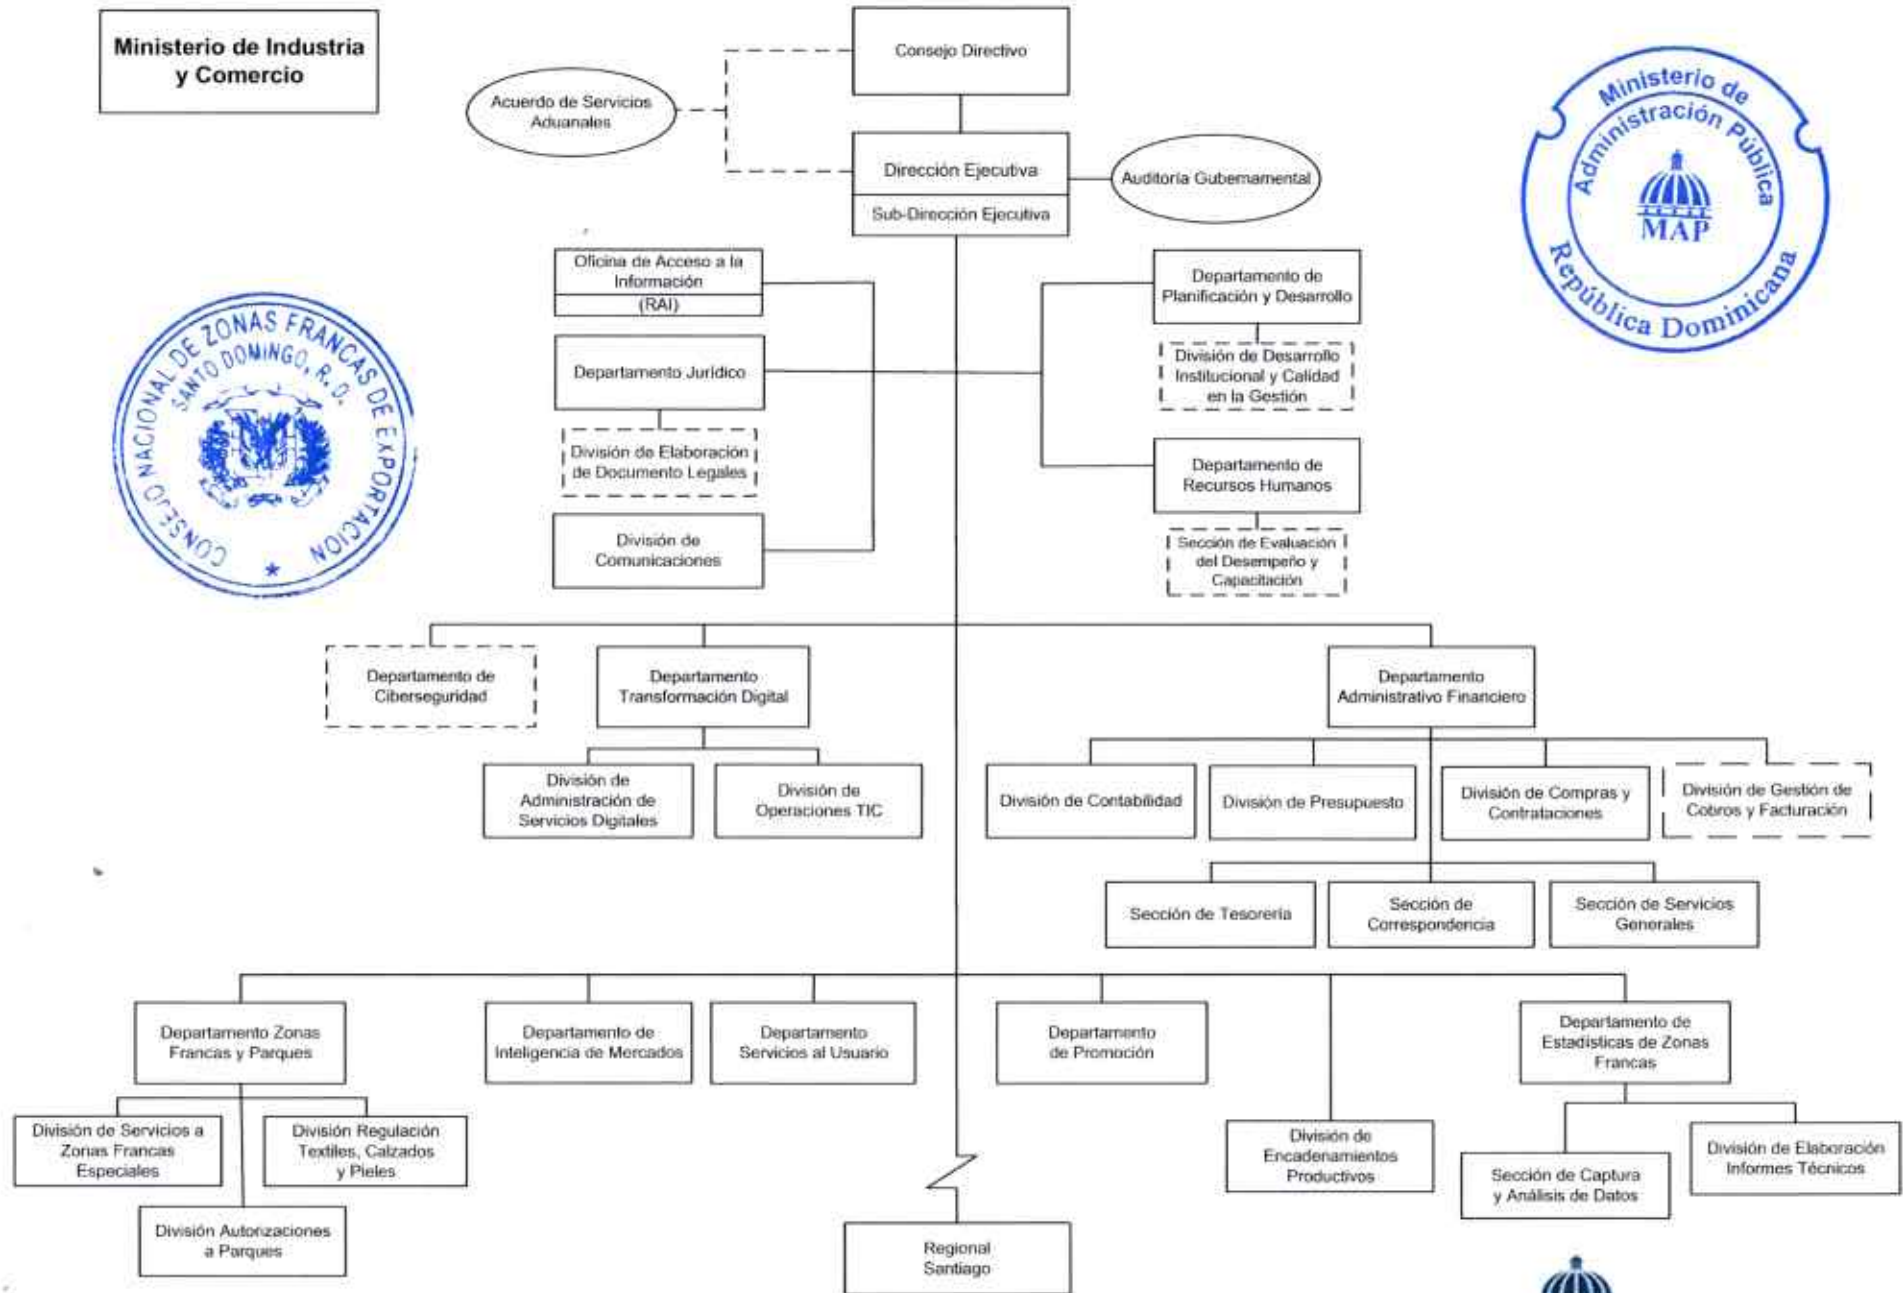 Ministerio de Industria
y Comercio
Consejo Directivo
Acuerdo de Servicios
Aduanales
Dirección Ejecutiva
Sub-Dirección Ejecutiva
Auditoría Gubernamental
Ministerio de
Administración Pública
MAP
República Dominicana
Oficina de Acceso a la
Información
(RAI)
Departamento de
Planificación y Desarrollo
CONSEJO NACIONAL DE ZONAS FRANCAS DE EXPORTACION
SANTO DOMINGO, R. D.
Departamento Jurídico
División de Desarrollo
Institucional y Calidad
en la Gestión
División de Elaboración
de Documento Legales
Departamento de
Recursos Humanos
División de
Comunicaciones
Sección de Evaluación
del Desempeño y
Capacitación
Departamento de
Ciberseguridad
Departamento
Transformación Digital
Departamento
Administrativo Financiero
División de
Administración de
Servicios Digitales
División de
Operaciones TIC
División de Contabilidad
División de Presupuesto
División de Compras y
Contrataciones
División de Gestión de
Cobros y Facturación
Sección de Tesorería
Sección de
Correspondencia
Sección de Servicios
Generales
Departamento Zonas
Francas y Parques
Departamento de
Inteligencia de Mercados
Departamento
Servicios al Usuario
Departamento
de Promoción
Departamento de
Estadísticas de Zonas
Francas
División de Servicios a
Zonas Francas
Especiales
División Regulación
Textiles, Calzados
y Pieles
División de
Encadenamientos
Productivos
Sección de Captura
y Análisis de Datos
División de Elaboración
Informes Técnicos
División Autorizaciones
a Parques
Regional
Santiago